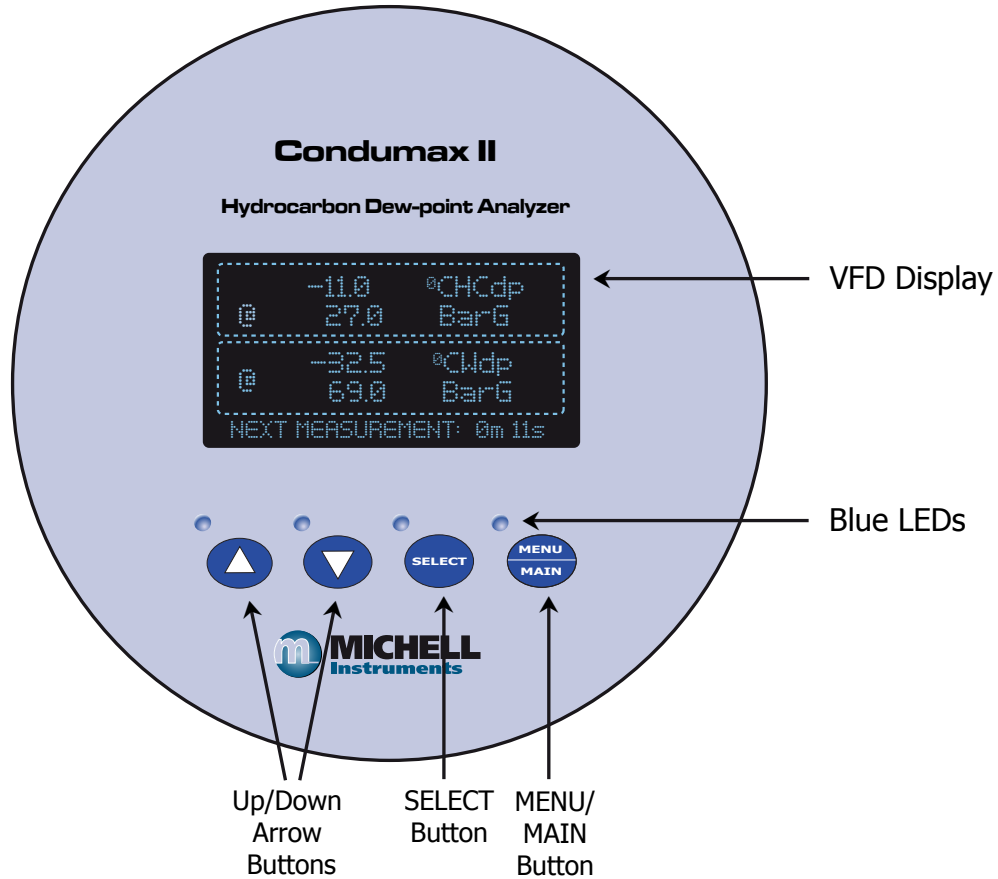 Condumax II
Hydrocarbon Dew-point Analyzer
-11.0 ⁰CHCdp
@ 27.0 BarG
-32.5 ⁰CWdp
@ 69.0 BarG
NEXT MEASUREMENT: 0m 11s
VFD Display
Blue LEDs
SELECT
MENU
MAIN
m
MICHELL
Instruments
Up/Down
Arrow
Buttons
SELECT
Button
MENU/
MAIN
Button